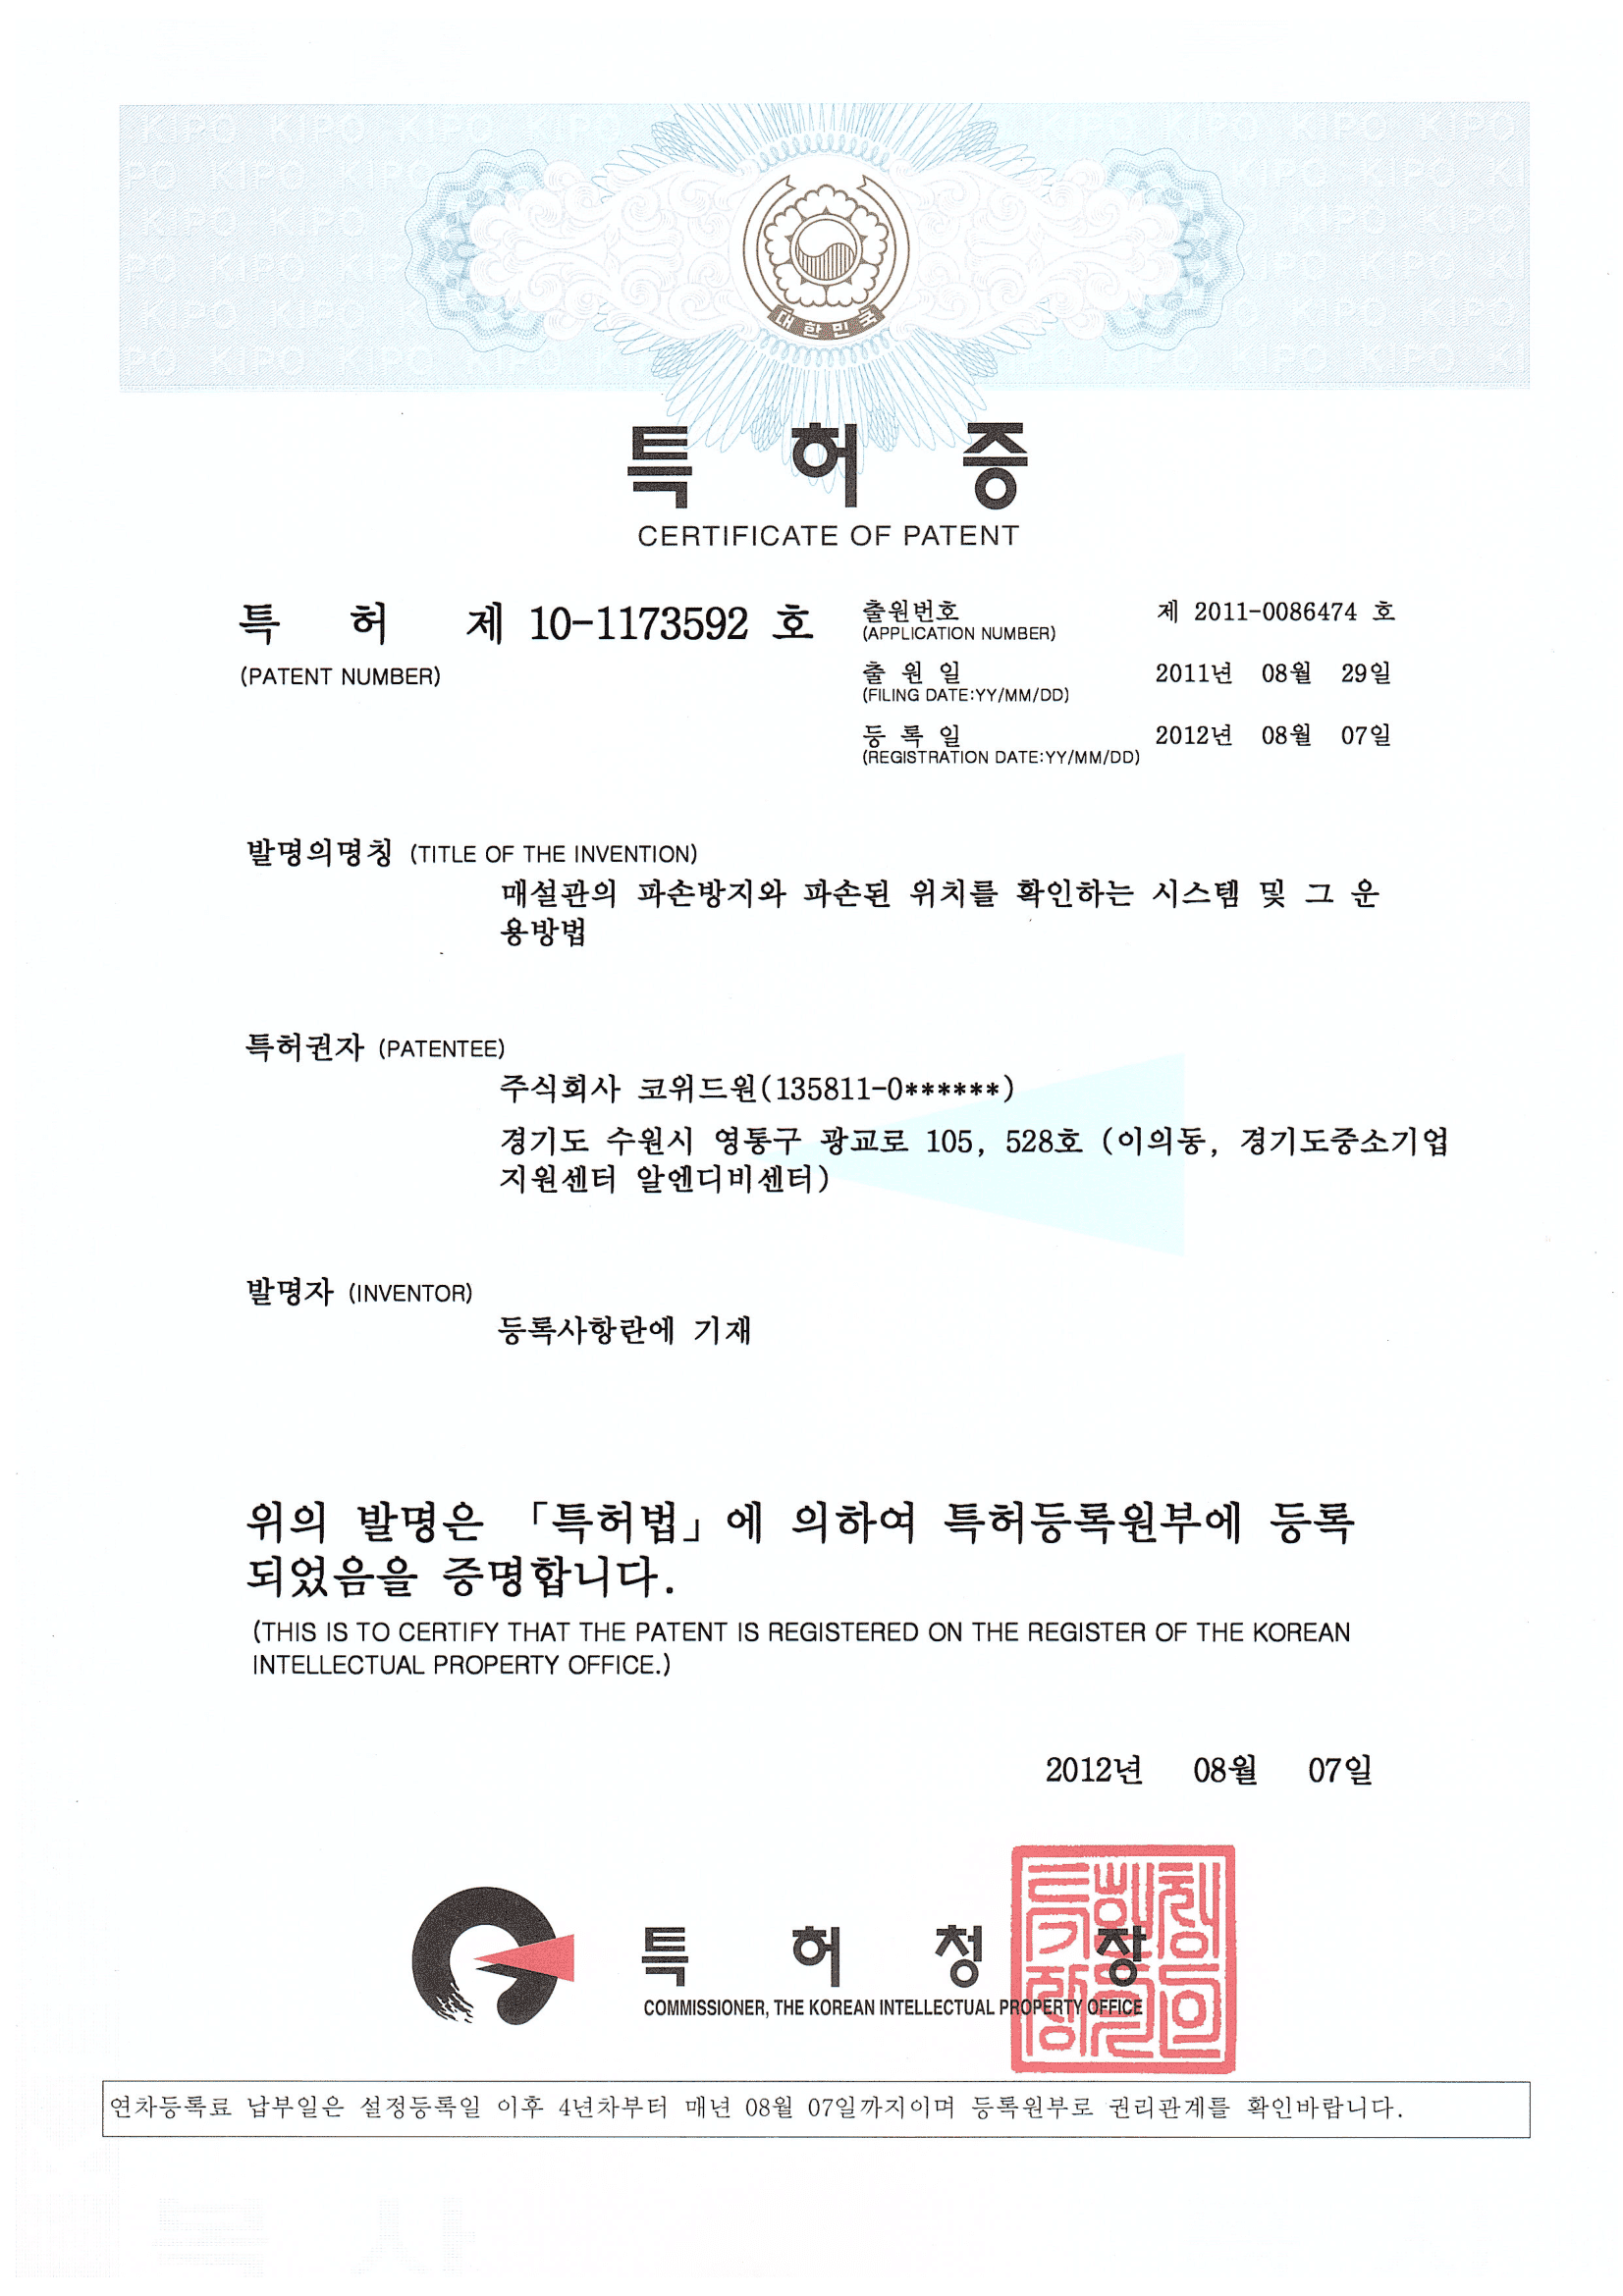 KIPO KIPO KIPO KIPO KIPO KIPO KIPO
대한민국
특 허 증
CERTIFICATE OF PATENT
특 허 제 10-1173592 호
(PATENT NUMBER)
출원번호 제 2011-0086474 호
(APPLICATION NUMBER)
출 원 일 2011년 08월 29일
(FILING DATE:YY/MM/DD)
등 록 일 2012년 08월 07일
(REGISTRATION DATE:YY/MM/DD)
발명의명칭 (TITLE OF THE INVENTION)
매설관의 파손방지와 파손된 위치를 확인하는 시스템 및 그 운
용방법
특허권자 (PATENTEE)
주식회사 코위드원(135811-0******)
경기도 수원시 영통구 광교로 105, 528호 (이의동, 경기도중소기업
지원센터 알엔디비센터)
발명자 (INVENTOR)
등록사항란에 기재
위의 발명은 「특허법」에 의하여 특허등록원부에 등록
되었음을 증명합니다.
(THIS IS TO CERTIFY THAT THE PATENT IS REGISTERED ON THE REGISTER OF THE KOREAN
INTELLECTUAL PROPERTY OFFICE.)
2012년 08월 07일
특 허 청 장
COMMISSIONER, THE KOREAN INTELLECTUAL PROPERTY OFFICE
연차등록료 납부일은 설정등록일 이후 4년차부터 매년 08월 07일까지이며 등록원부로 권리관계를 확인바랍니다.